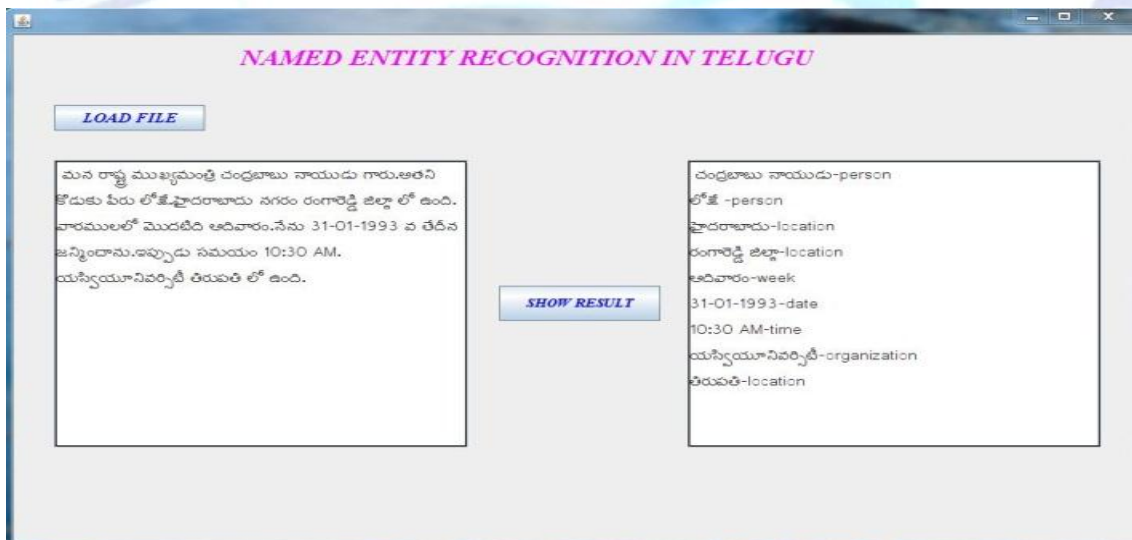 NAMED ENTITY RECOGNITION IN TELUGU
LOAD FILE
మన రాష్ట్ర ముఖ్యమంత్రి చంద్రబాబు నాయుడు గారు.అతని
కొడుకు పేరు లోకేజ్.హైదరాబాదు నగరం రంగారెడ్డి జిల్లా లో ఉంది.
వారములలో మొదటిది ఆదివారం.నేను 31-01-1993 వ తేదీన
జన్మించాను.ఇప్పుడు సమయం 10:30 AM.
యస్వియూనివర్సిటీ తిరుపతి లో ఉంది.
SHOW RESULT
చంద్రబాబు నాయుడు-person
-person
హైదరాబాదు-location
రంగారెడ్డి జిల్లా-location
ఆదివారం-week
31-01-1993-date
10:30 AM-time
యస్వియూనివర్సిటీ-organization
తిరుపతి-location